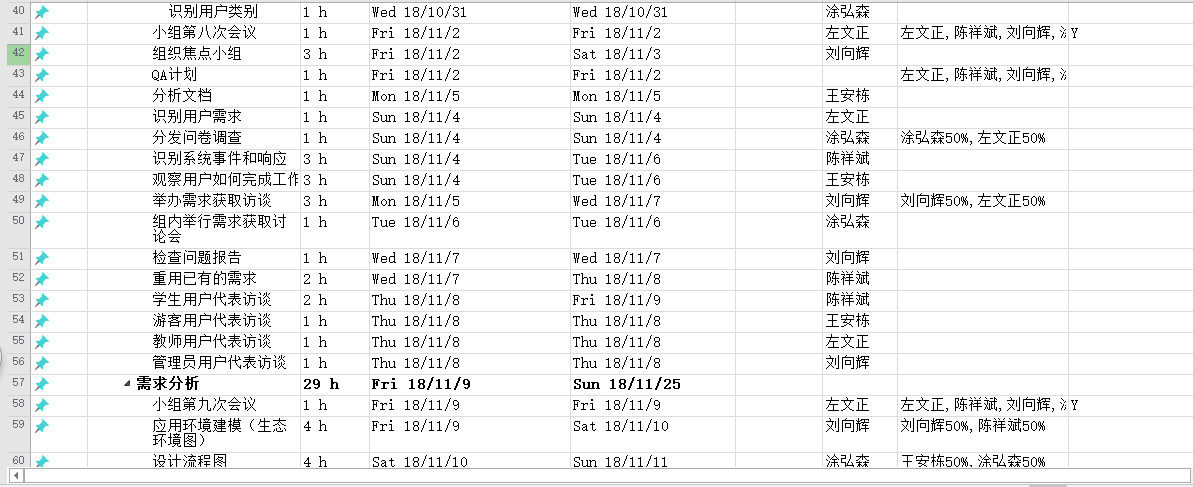 40 识别用户类别 1 h Wed 18/10/31 Wed 18/10/31 涂弘森
41 小组第八次会议 1 h Fri 18/11/2 Fri 18/11/2 左文正 左文正,陈祥斌,刘向辉, Y
42 组织焦点小组 3 h Fri 18/11/2 Sat 18/11/3 刘向辉
43 QA计划 1 h Fri 18/11/2 Fri 18/11/2 左文正,陈祥斌,刘向辉,
44 分析文档 1 h Mon 18/11/5 Mon 18/11/5 王安栋
45 识别用户需求 1 h Sun 18/11/4 Sun 18/11/4 左文正
46 分发问卷调查 1 h Sun 18/11/4 Sun 18/11/4 涂弘森 涂弘森50%,左文正50%
47 识别系统事件和响应 3 h Sun 18/11/4 Tue 18/11/6 陈祥斌
48 观察用户如何完成工作 3 h Sun 18/11/4 Tue 18/11/6 王安栋
49 举办需求获取访谈 3 h Mon 18/11/5 Wed 18/11/7 刘向辉 刘向辉50%,左文正50%
50 组内举行需求获取讨 1 h Tue 18/11/6 Tue 18/11/6 涂弘森
论会
51 检查问题报告 1 h Wed 18/11/7 Wed 18/11/7 刘向辉
52 重用已有的需求 2 h Wed 18/11/7 Thu 18/11/8 陈祥斌
53 学生用户代表访谈 2 h Thu 18/11/8 Fri 18/11/9 陈祥斌
54 游客用户代表访谈 1 h Thu 18/11/8 Thu 18/11/8 王安栋
55 教师用户代表访谈 1 h Thu 18/11/8 Thu 18/11/8 左文正
56 管理员用户代表访谈 1 h Thu 18/11/8 Thu 18/11/8 刘向辉
57 需求分析 29 h Fri 18/11/9 Sun 18/11/25
58 小组第九次会议 1 h Fri 18/11/9 Fri 18/11/9 左文正 左文正,陈祥斌,刘向辉, Y
59 应用环境建模（生态 4 h Fri 18/11/9 Sat 18/11/10 刘向辉 刘向辉50%,陈祥斌50%
环境图）
60 设计流程图 4 h Sat 18/11/10 Sun 18/11/11 涂弘森 王安栋50%,涂弘森50%